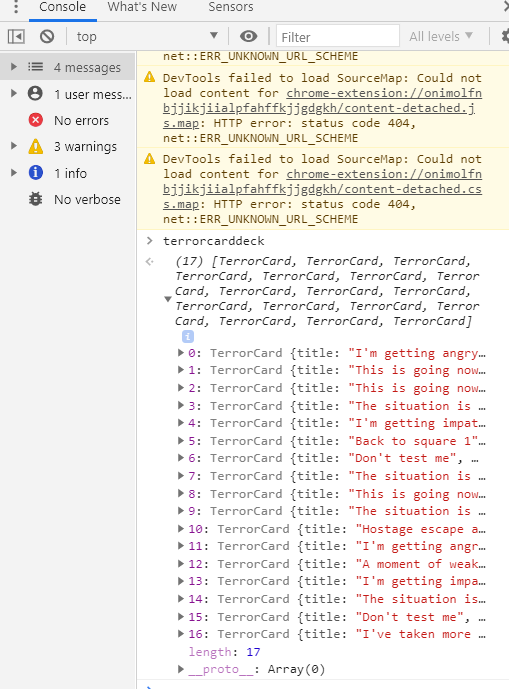 Console What's New Sensors
top Filter All levels
4 messages
1 user mess...
No errors
3 warnings
1 info
No verbose
net::ERR_UNKNOWN_URL_SCHEME
DevTools failed to load SourceMap: Could not
load content for chrome-extension://onimolfn
bjjikjiialpfahffkjjgdgkh/content-detached.j
s.map: HTTP error: status code 404,
net::ERR_UNKNOWN_URL_SCHEME
DevTools failed to load SourceMap: Could not
load content for chrome-extension://onimolfn
bjjikjiialpfahffkjjgdgkh/content-detached.cs
s.map: HTTP error: status code 404,
net::ERR_UNKNOWN_URL_SCHEME
terrorcarddeck
(17) [TerrorCard, TerrorCard, TerrorCard,
TerrorCard, TerrorCard, TerrorCard, Terror
Card, TerrorCard, TerrorCard, TerrorCard,
TerrorCard, TerrorCard, TerrorCard, Terror
Card, TerrorCard, TerrorCard, TerrorCard]
i
0: TerrorCard {title: "I'm getting angry…
1: TerrorCard {title: "This is going now…
2: TerrorCard {title: "This is going now…
3: TerrorCard {title: "The situation is …
4: TerrorCard {title: "I'm getting impat…
5: TerrorCard {title: "Back to square 1"…
6: TerrorCard {title: "Don't test me", …
7: TerrorCard {title: "The situation is …
8: TerrorCard {title: "This is going now…
9: TerrorCard {title: "The situation is …
10: TerrorCard {title: "Hostage escape a…
11: TerrorCard {title: "I'm getting angr…
12: TerrorCard {title: "A moment of weak…
13: TerrorCard {title: "I'm getting impa…
14: TerrorCard {title: "The situation is…
15: TerrorCard {title: "Don't test me", …
16: TerrorCard {title: "I've taken more …
length: 17
__proto__: Array(0)